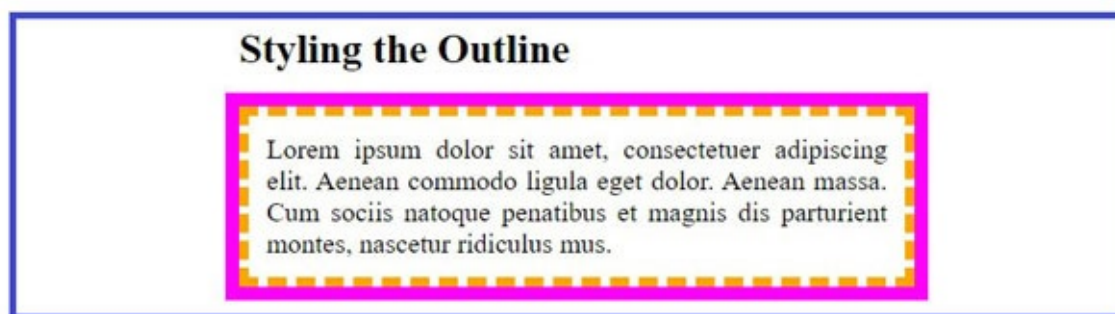 Styling the Outline
Lorem ipsum dolor sit amet, consectetuer adipiscing
elit. Aenean commodo ligula eget dolor. Aenean massa.
Cum sociis natoque penatibus et magnis dis parturient
montes, nascetur ridiculus mus.